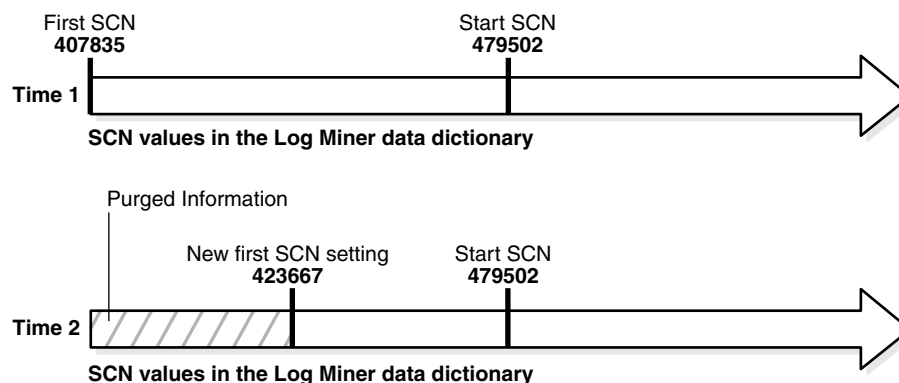 First SCN
407835
Start SCN
479502
Time 1
SCN values in the Log Miner data dictionary
Purged Information
New first SCN setting
423667
Start SCN
479502
Time 2
SCN values in the Log Miner data dictionary